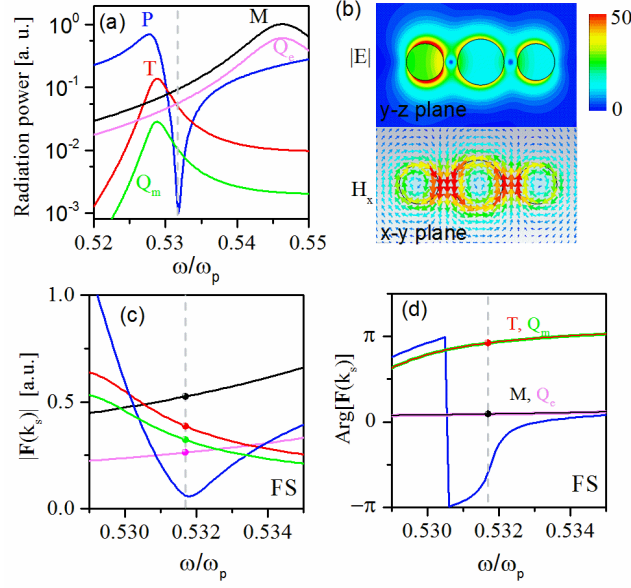 (a)
P
M
T
Qₑ
Qₘ
Radiation power [a. u.]
10⁰
10⁻¹
10⁻²
10⁻³
0.52 0.53 0.54 0.55
ω/ωₚ
(b)
|E|
y-z plane
50
0
Hₓ
x-y plane
(c)
|F(kₛ)| [a.u.]
1.0
0.5
0.0
FS
0.530 0.532 0.534
ω/ωₚ
(d)
Arg[F(kₛ)]
π
0
−π
T, Qₘ
M, Qₑ
FS
0.530 0.532 0.534
ω/ωₚ